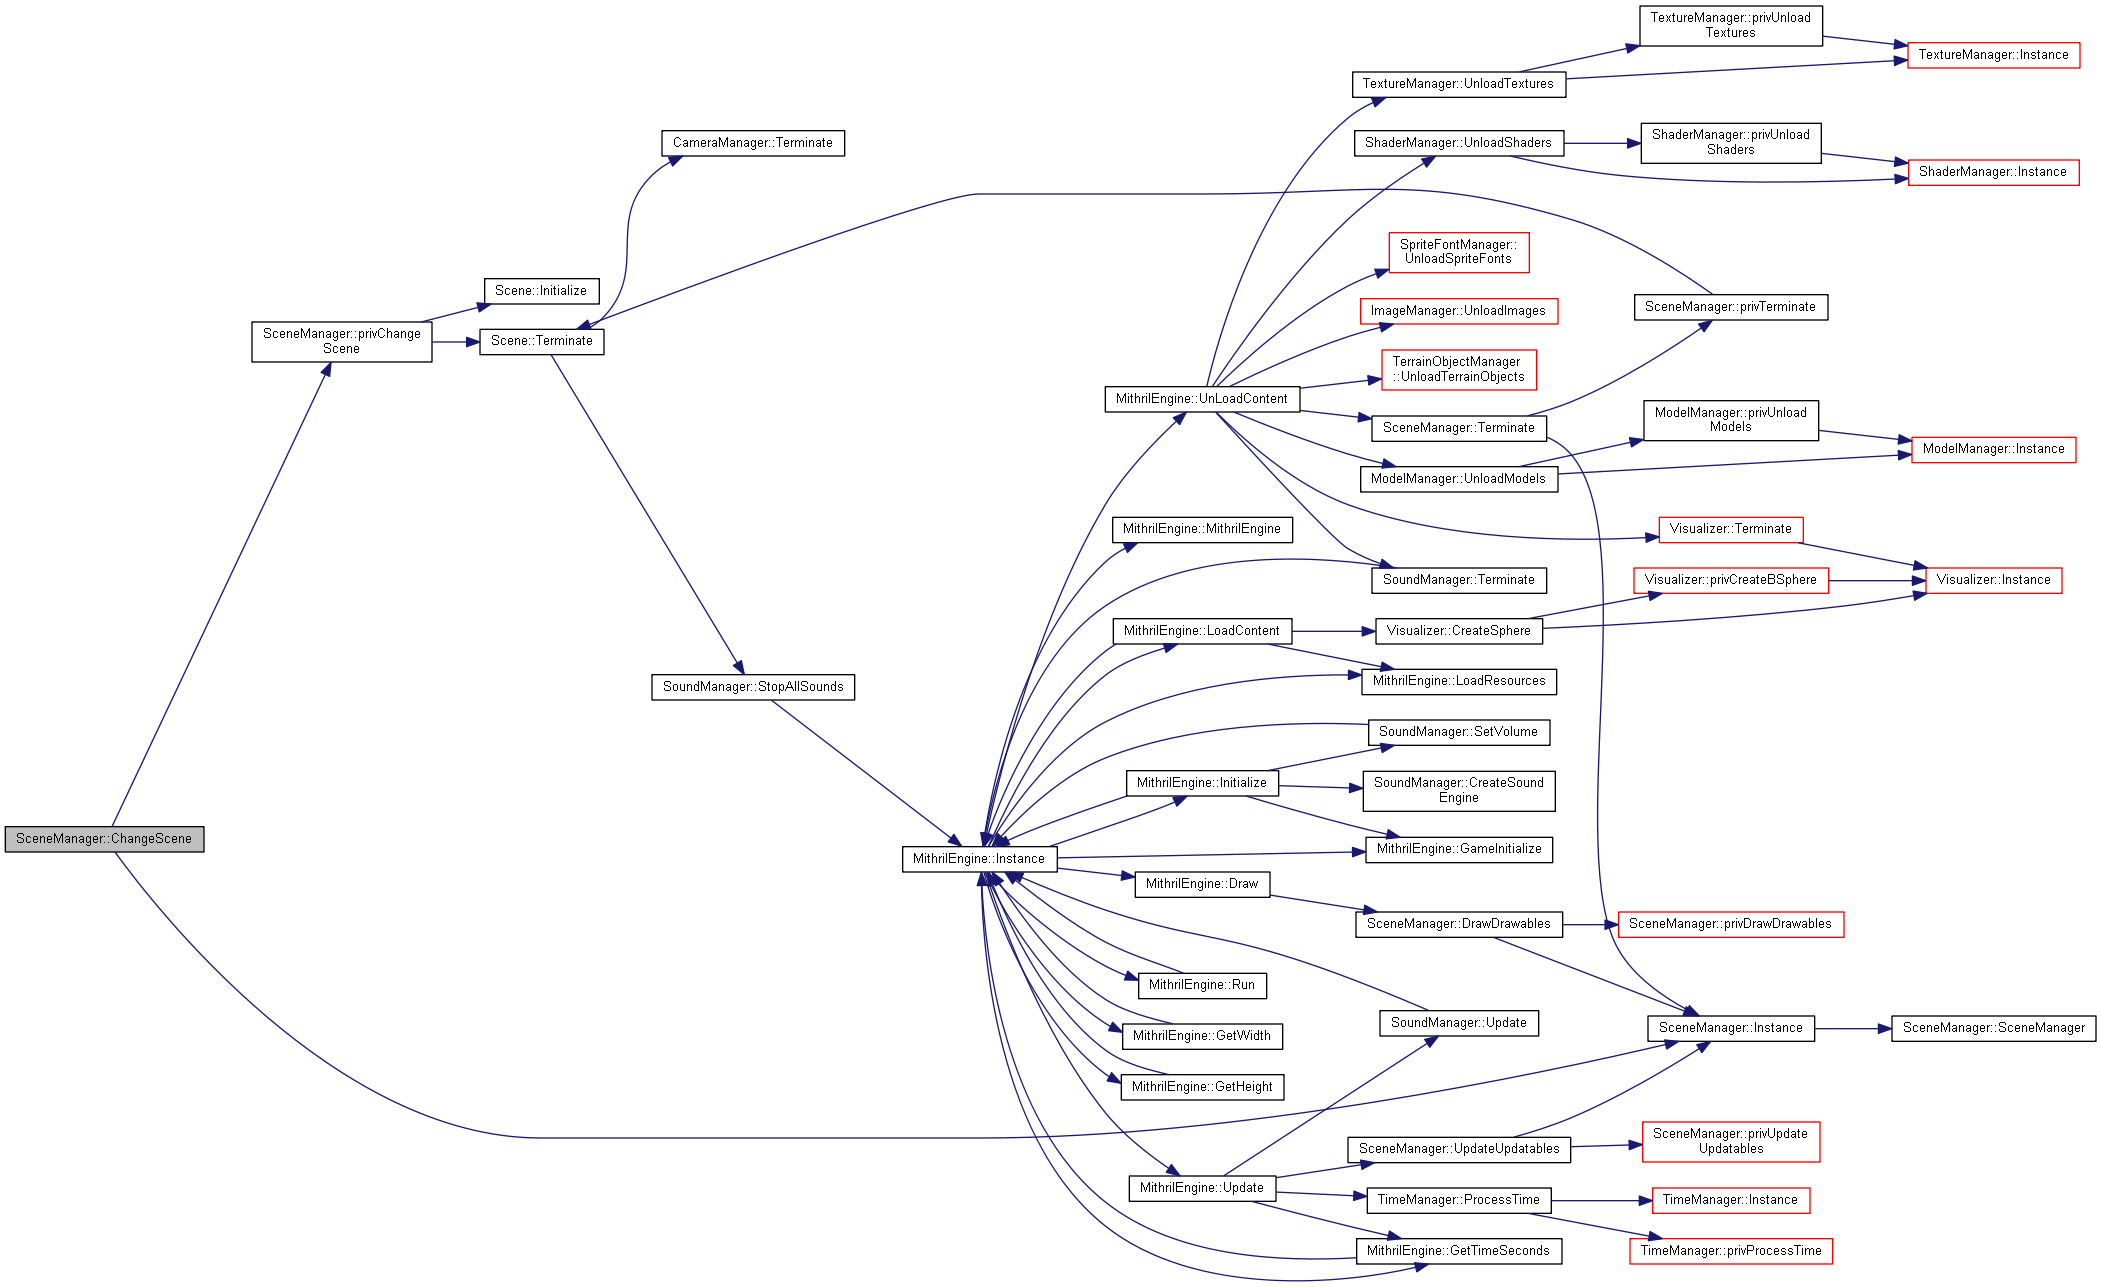 TextureManager::privUnload
Textures
TextureManager::Instance
TextureManager::UnloadTextures
CameraManager::Terminate
ShaderManager::UnloadShaders
ShaderManager::privUnload
Shaders
ShaderManager::Instance
SpriteFontManager::
UnloadSpriteFonts
Scene::Initialize
SceneManager::privTerminate
ImageManager::UnloadImages
SceneManager::privChange
Scene
Scene::Terminate
TerrainObjectManager
::UnloadTerrainObjects
MithrilEngine::UnLoadContent
SceneManager::Terminate
ModelManager::privUnload
Models
ModelManager::Instance
ModelManager::UnloadModels
MithrilEngine::MithrilEngine
Visualizer::Terminate
SoundManager::Terminate
Visualizer::privCreateBSphere
Visualizer::Instance
MithrilEngine::LoadContent
Visualizer::CreateSphere
SoundManager::StopAllSounds
MithrilEngine::LoadResources
SoundManager::SetVolume
MithrilEngine::Initialize
SoundManager::CreateSound
Engine
SceneManager::ChangeScene
MithrilEngine::Instance
MithrilEngine::GameInitialize
MithrilEngine::Draw
SceneManager::DrawDrawables
SceneManager::privDrawDrawables
MithrilEngine::Run
SoundManager::Update
MithrilEngine::GetWidth
SceneManager::Instance
SceneManager::SceneManager
MithrilEngine::GetHeight
SceneManager::UpdateUpdatables
SceneManager::privUpdate
Updatables
MithrilEngine::Update
TimeManager::ProcessTime
TimeManager::Instance
MithrilEngine::GetTimeSeconds
TimeManager::privProcessTime